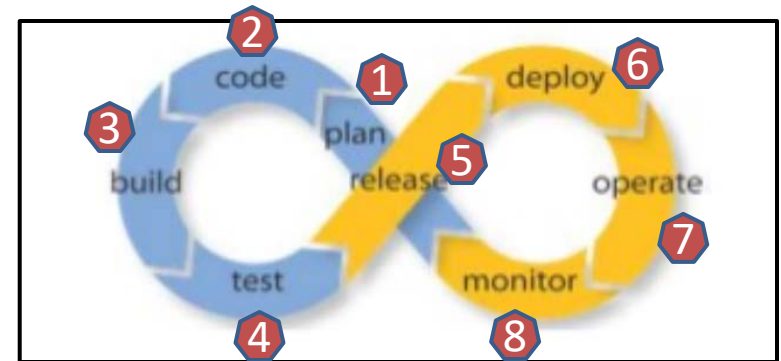 1
plan
2
code
3
build
4
test
5
release
6
deploy
7
operate
8
monitor